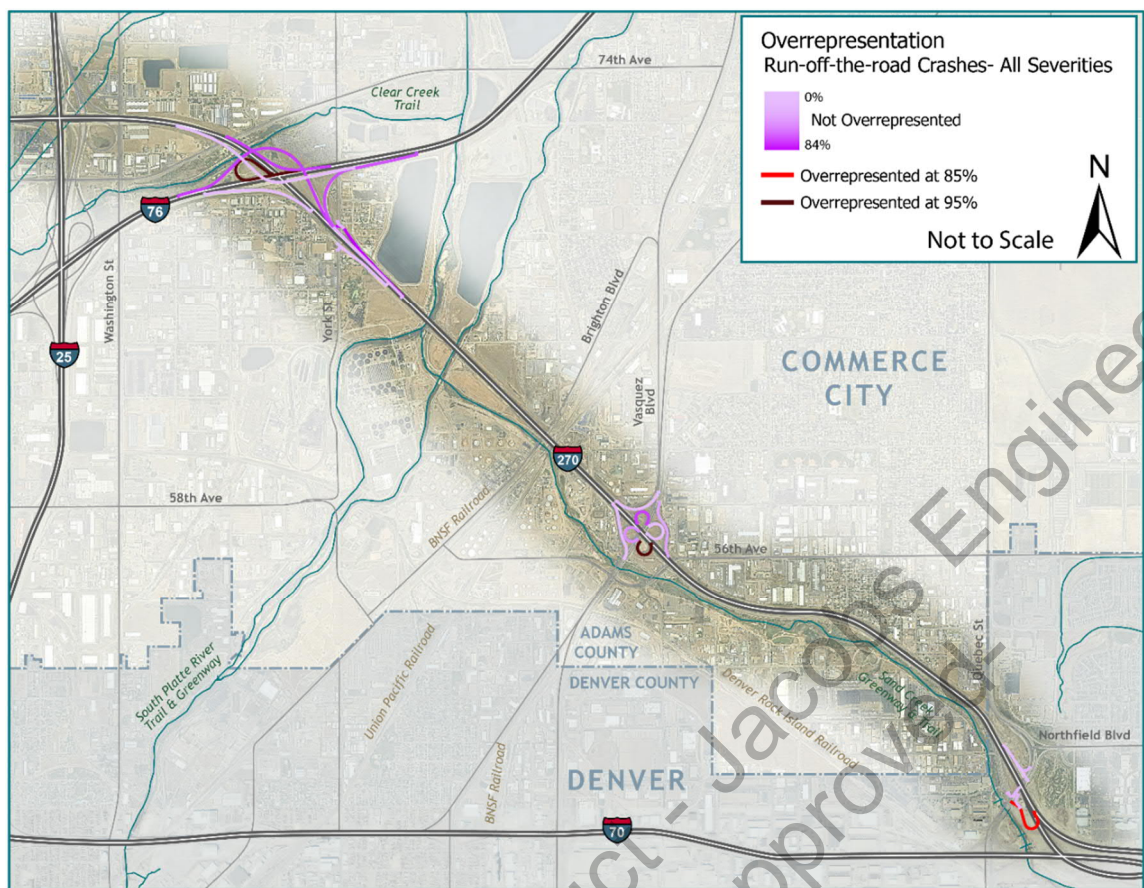 Overrepresentation
Run-off-the-road Crashes- All Severities
0%
Not Overrepresented
84%
Overrepresented at 85%
Overrepresented at 95%
Not to Scale
N
74th Ave
Clear Creek
Trail
76
Washington St
York St
25
Brighton Blvd
Vasquez
Blvd
COMMERCE
CITY
270
58th Ave
BNSF Railroad
56th Ave
Quebec St
ADAMS
COUNTY
DENVER COUNTY
South Platte River
Trail & Greenway
Union Pacific Railroad
Sand Creek
Greenway & Trail
Denver Rock Island Railroad
Northfield Blvd
BNSF Railroad
DENVER
70
uct - Jacobs Enginee
Approved-